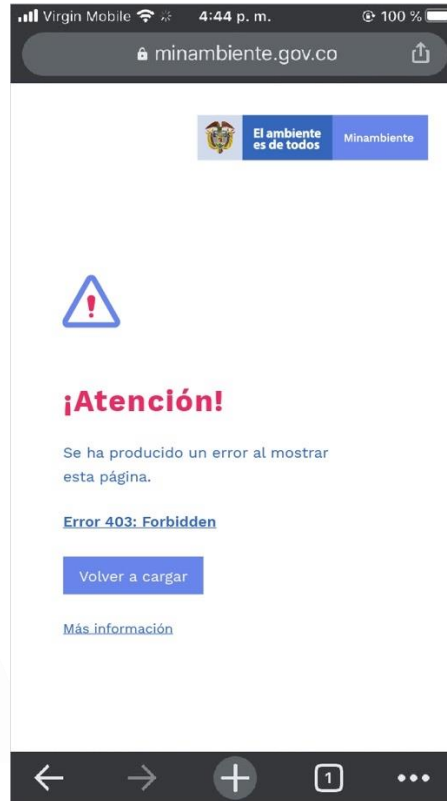 Virgin Mobile 4:44 p. m. 100 %
minambiente.gov.co
El ambiente
es de todos
Minambiente
!
¡Atención!
Se ha producido un error al mostrar
esta página.
Error 403: Forbidden
Volver a cargar
Más información
1